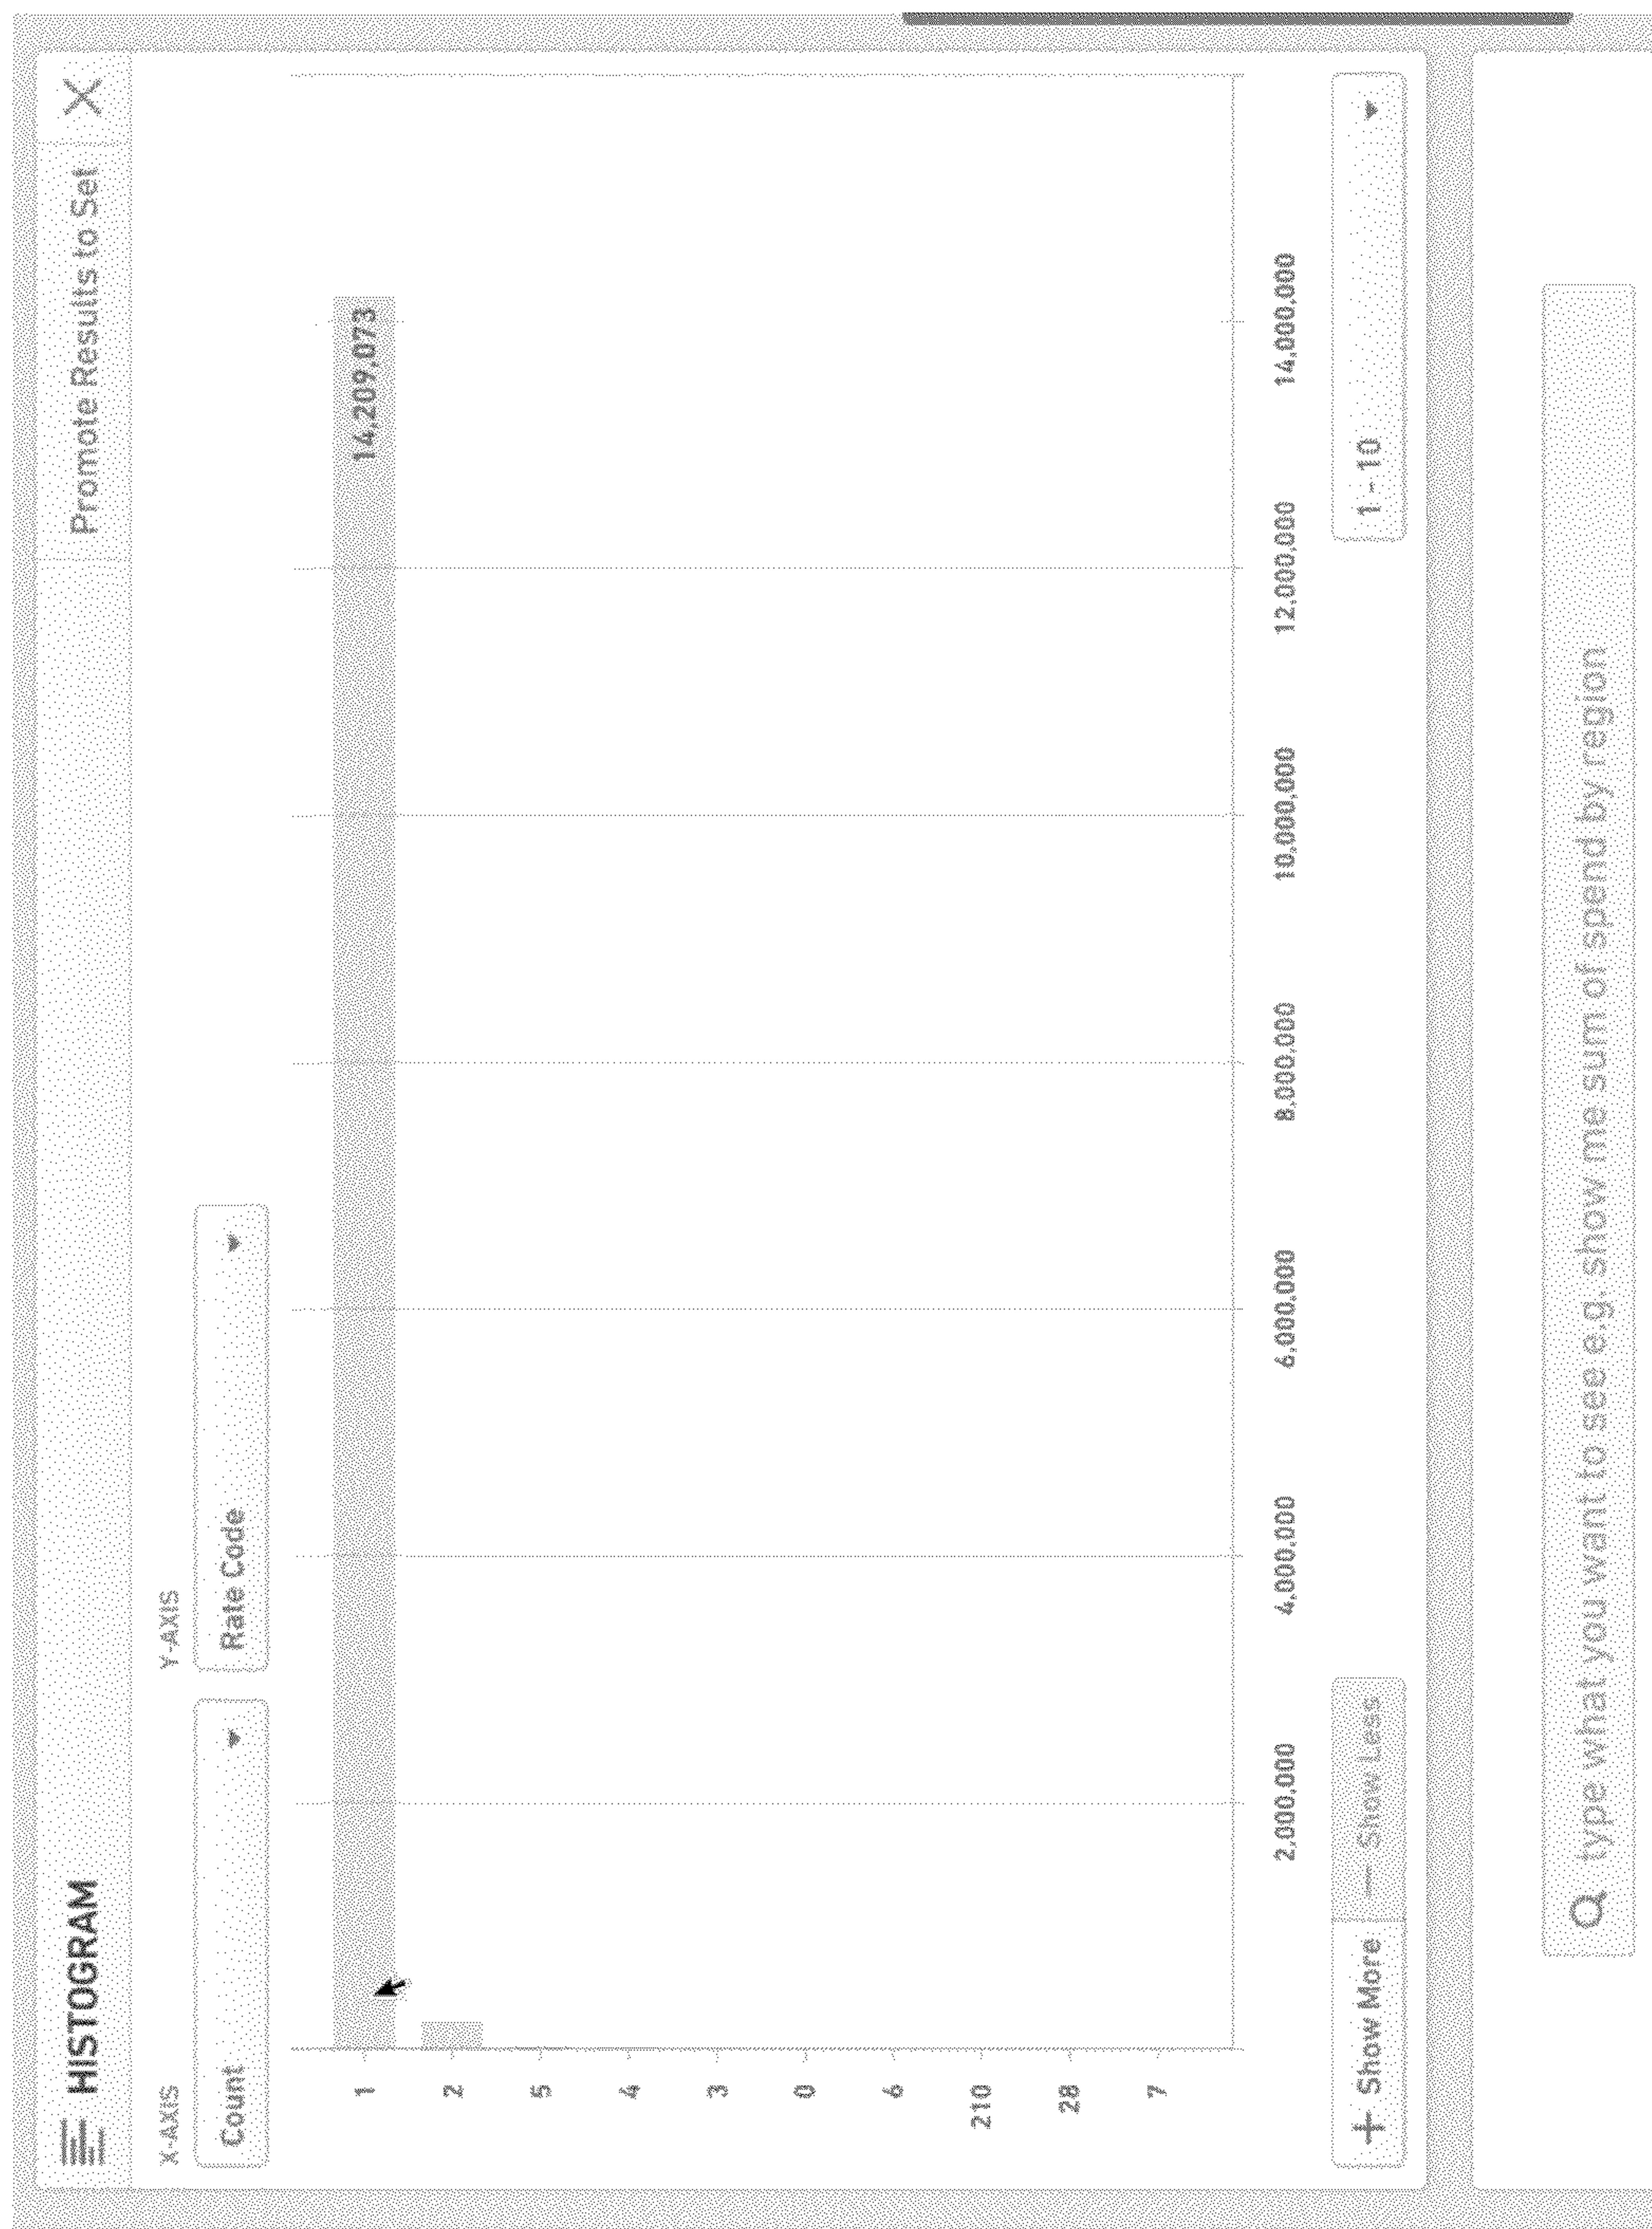 HISTOGRAM
Promote Results to Set
X-AXIS
Y-AXIS
Count
Rate Code
1
14,209,073
2
5
4
3
0
6
210
28
7
2,000,000
4,000,000
6,000,000
8,000,000
10,000,000
12,000,000
14,000,000
+ Show More
— Show Less
1 - 10
type what you want to see e.g. show me sum of spend by region